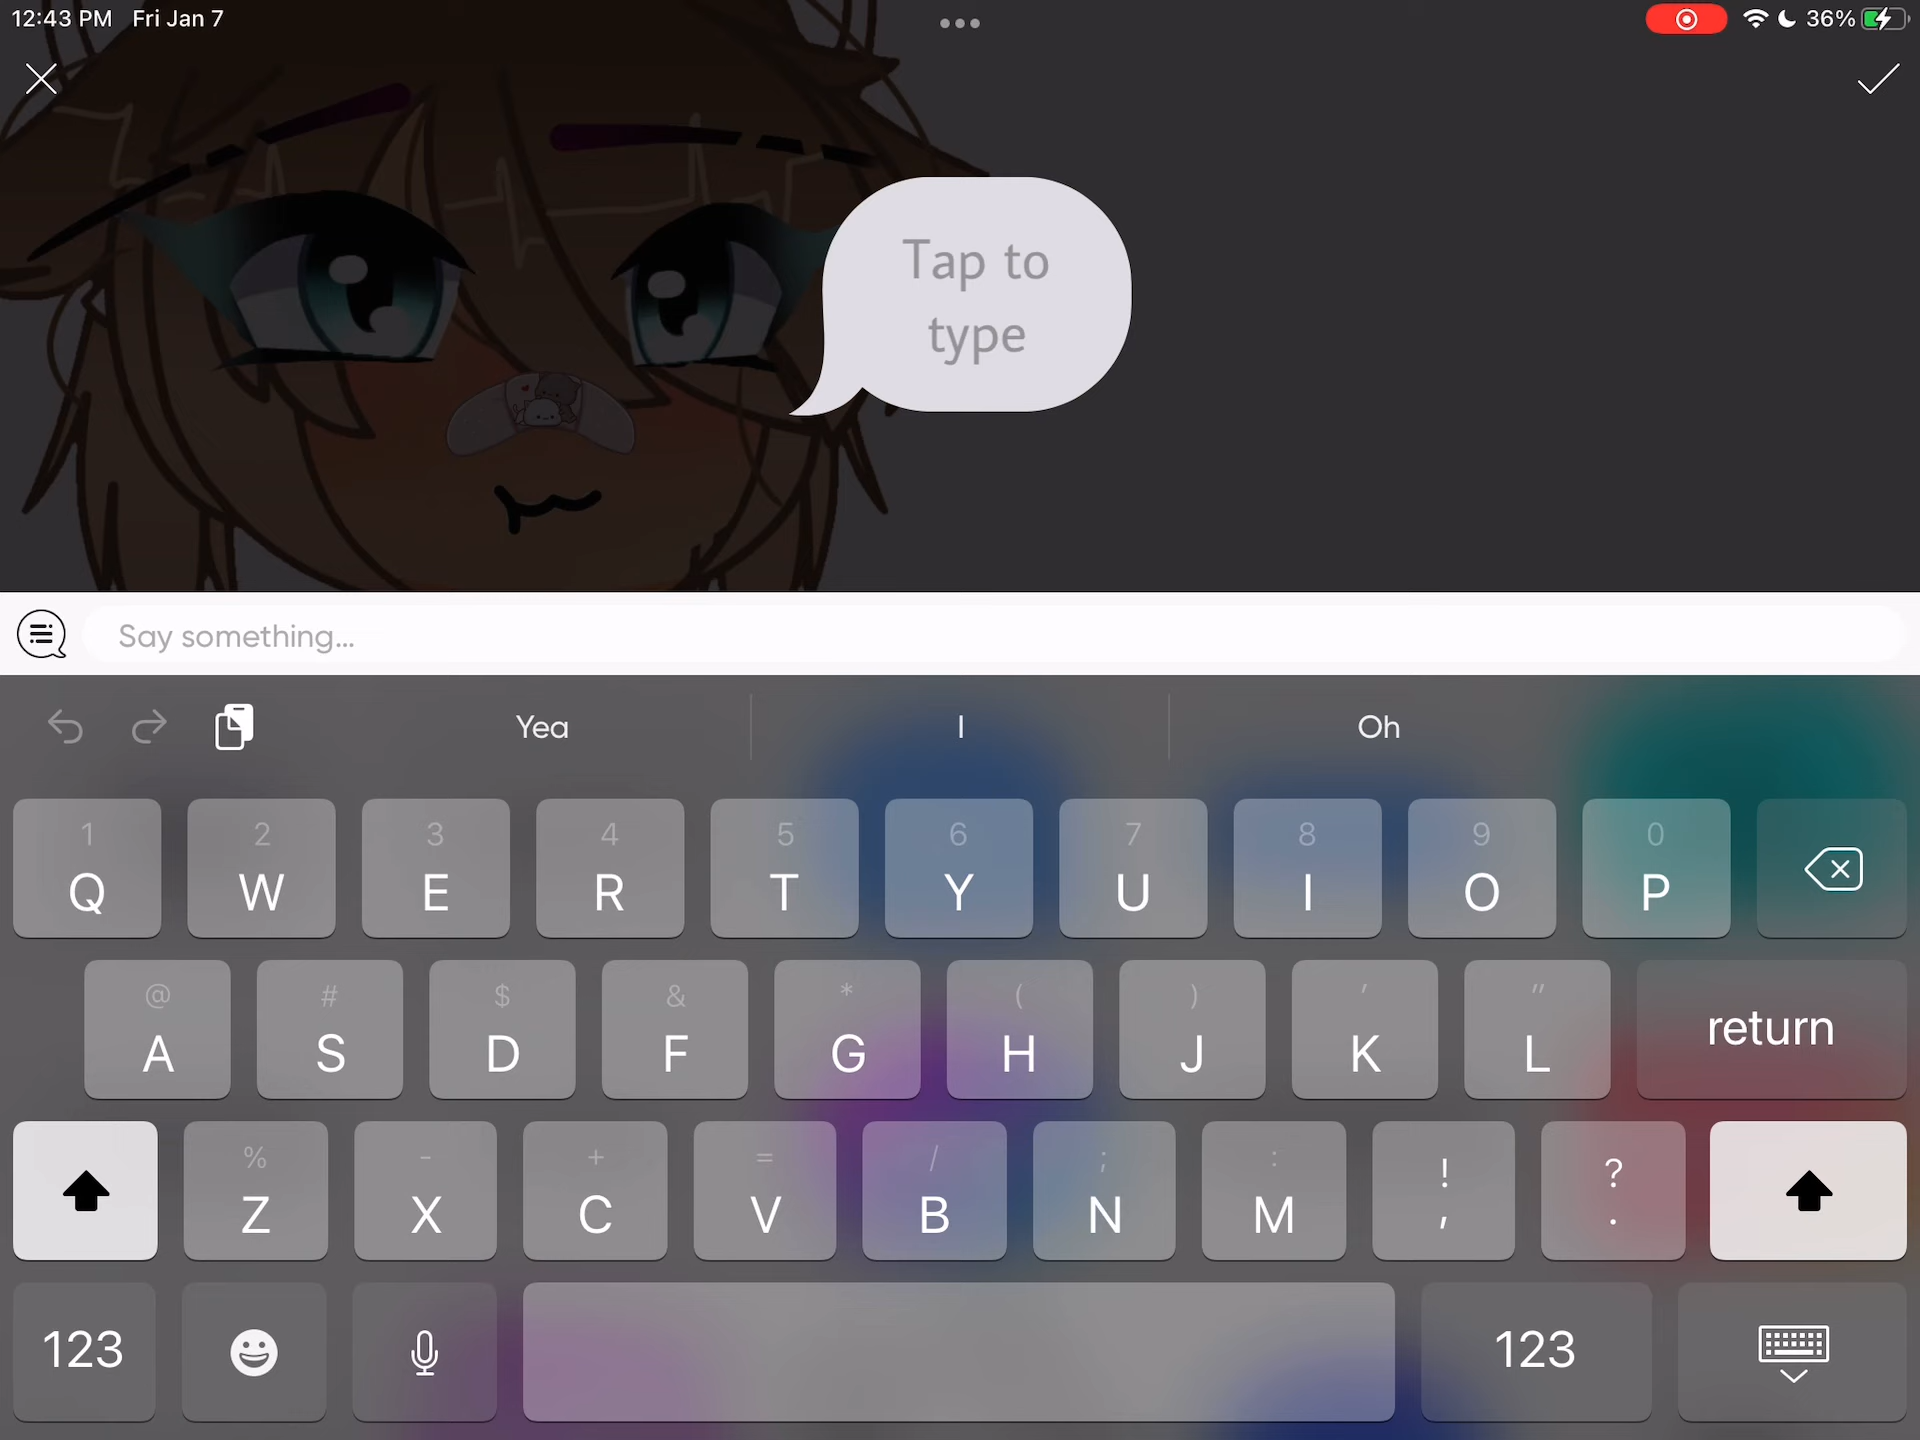 12:43 PM Fri Jan 7
36%
Tap to
type
Say something...
Yea I Oh
1 2 3 4 5 6 7 8 9 0
Q W E R T Y U I O P
@ # $ & * ( ) ' "
A S D F G H J K L return
% - + = / ; : ! ?
Z X C V B N M , .
123 123